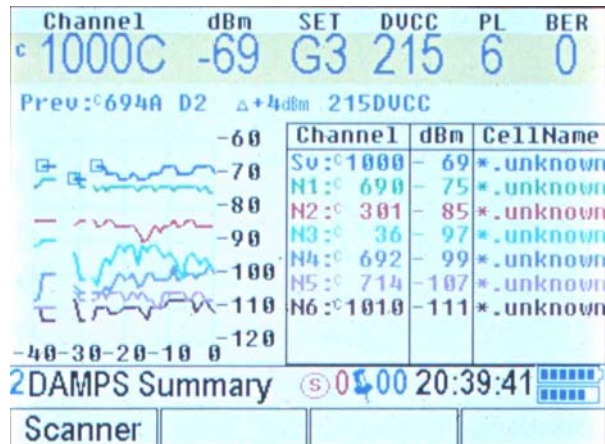 Channel dBm SET DVCC PL BER
c 1000C -69 G3 215 6 0
Prev:c694A D2 △+4dBm 215DVCC
-60
-70
-80
-90
-100
-110
-120
-40 -30 -20 -10 0
Channel dBm CellName
Sv:c1000 - 69 *.unknown
N1:c 690 - 75 *.unknown
N2:c 301 - 85 *.unknown
N3:c 36 - 97 *.unknown
N4:c 692 - 99 *.unknown
N5:c 714 -107 *.unknown
N6:c1010 -111 *.unknown
2DAMPS Summary S 0 00 20:39:41
Scanner